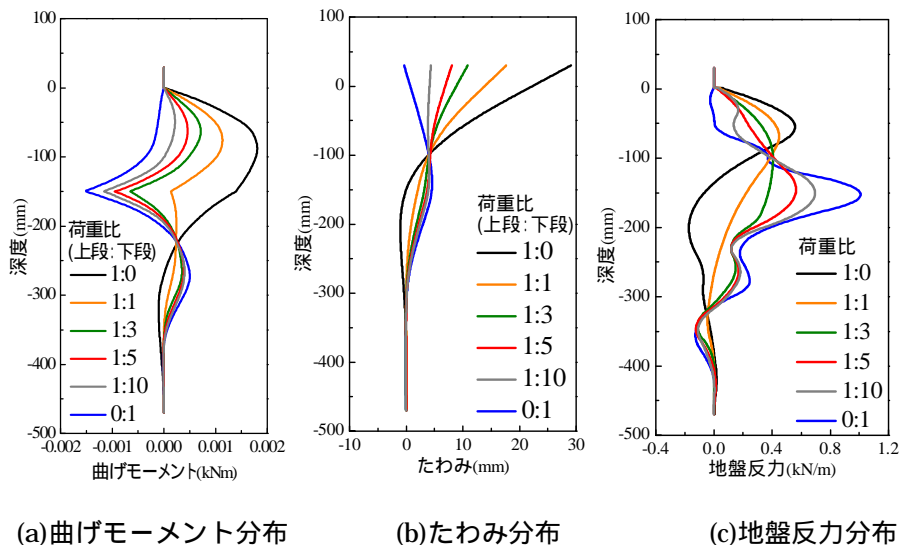 100
0
-100
-200
-300
-400
-500
深度(mm)
荷重比
(上段:下段)
1:0
1:1
1:3
1:5
1:10
0:1
-0.002 -0.001 0.000 0.001 0.002
曲げモーメント(kNm)
(a)曲げモーメント分布
100
0
-100
-200
-300
-400
-500
深度(mm)
荷重比
(上段:下段)
1:0
1:1
1:3
1:5
1:10
0:1
-10 0 10 20 30
たわみ(mm)
(b)たわみ分布
100
0
-100
-200
-300
-400
-500
深度(mm)
荷重比
(上段:下段)
1:0
1:1
1:3
1:5
1:10
0:1
-0.4 0.0 0.4 0.8 1.2
地盤反力(kN/m)
(c)地盤反力分布